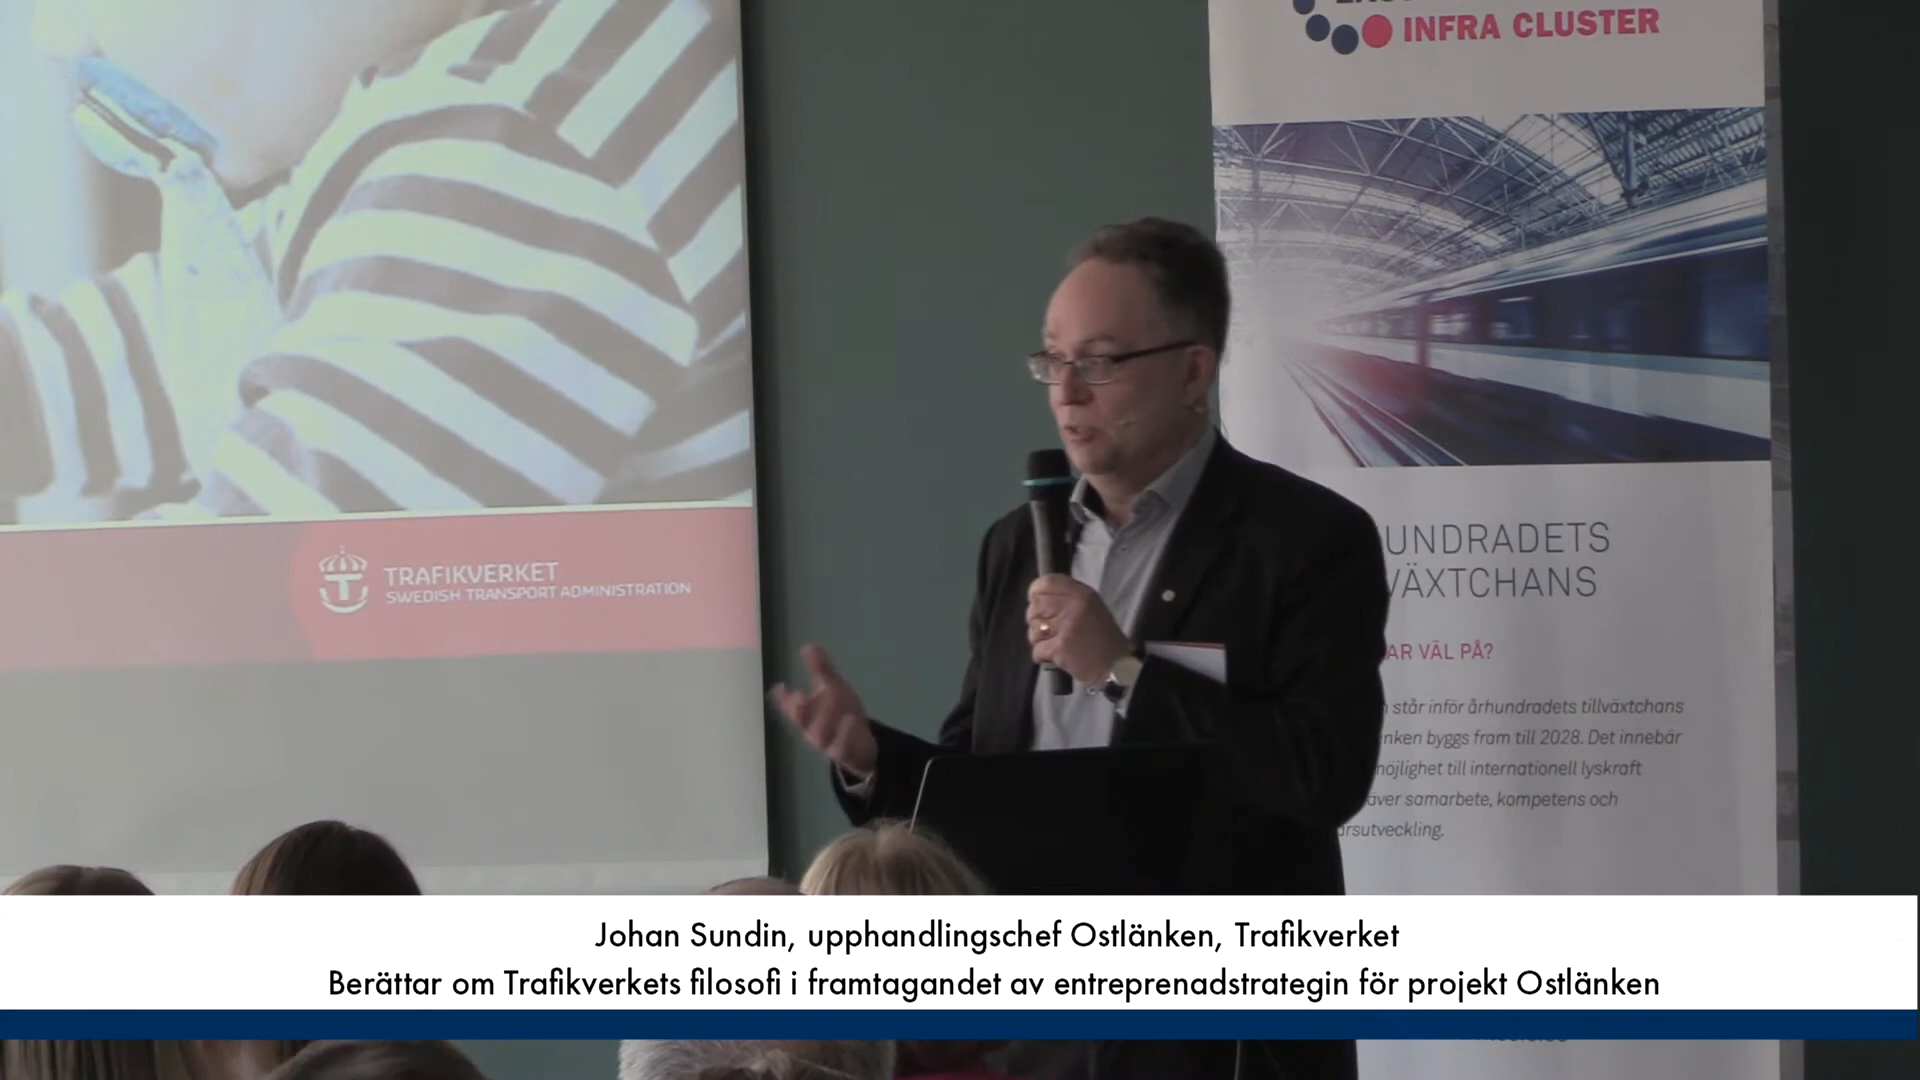 INFRA CLUSTER
TRAFIKVERKET
SWEDISH TRANSPORT ADMINISTRATION
UNDRADETS
VÄXTCHANS
AR VÄL PÅ?
står inför århundradets tillväxtchans
nken byggs fram till 2028. Det innebär
möjlighet till internationell lyskraft
äver samarbete, kompetens och
rsutveckling.
Johan Sundin, upphandlingschef Ostlänken, Trafikverket
Berättar om Trafikverkets filosofi i framtagandet av entreprenadstrategin för projekt Ostlänken